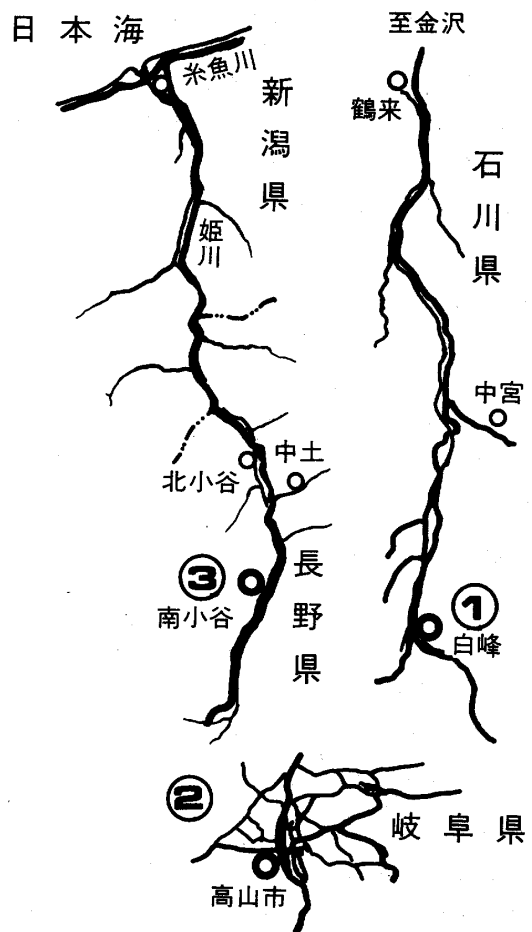 日本海
糸魚川
新潟県
姫川
北小谷
中土
③
南小谷
長野県
至金沢
鶴来
石川県
中宮
①
白峰
②
岐阜県
高山市